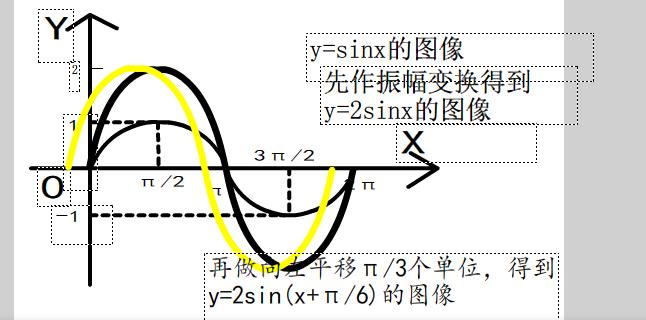 Y
y=sinx的图像
先作振幅变换得到
y=2sinx的图像
2
1
X
3π/2
O
π/2
π
2π
-1
再做向左平移π/3个单位，得到
y=2sin(x+π/6)的图像